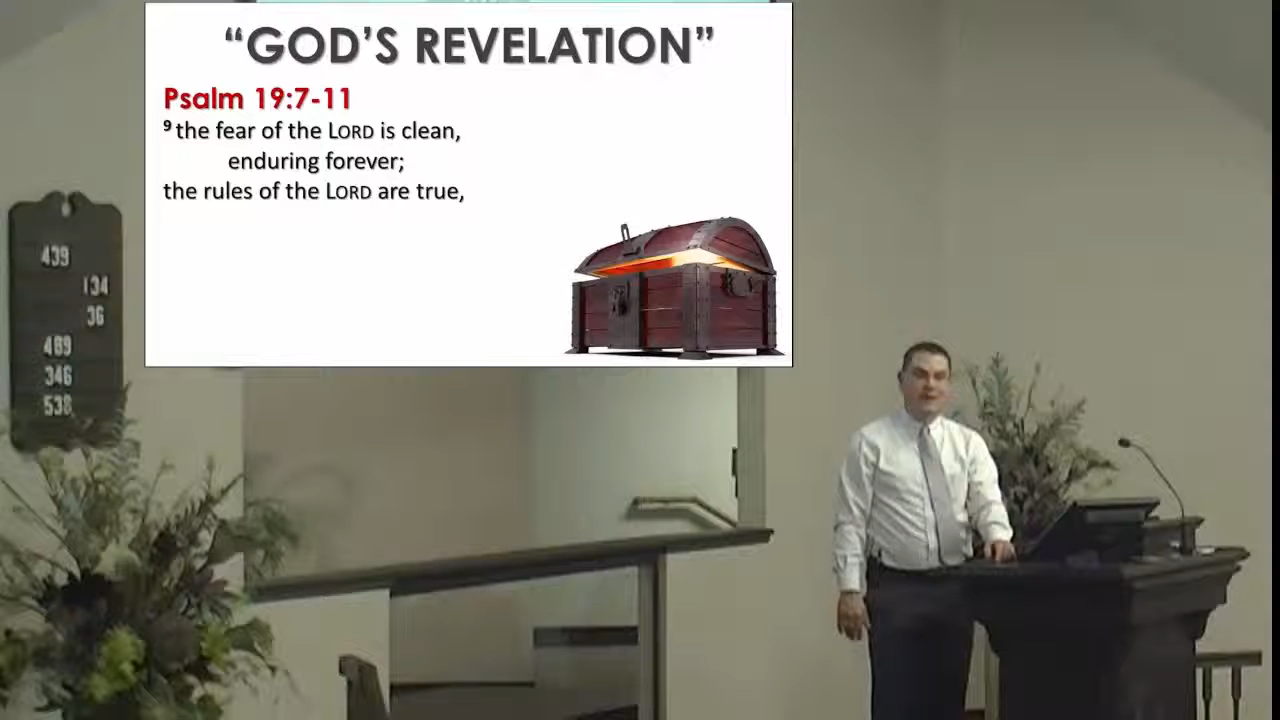 “GOD’S REVELATION”
Psalm 19:7-11
9 the fear of the LORD is clean,
enduring forever;
the rules of the LORD are true,
439
134
36
469
346
538